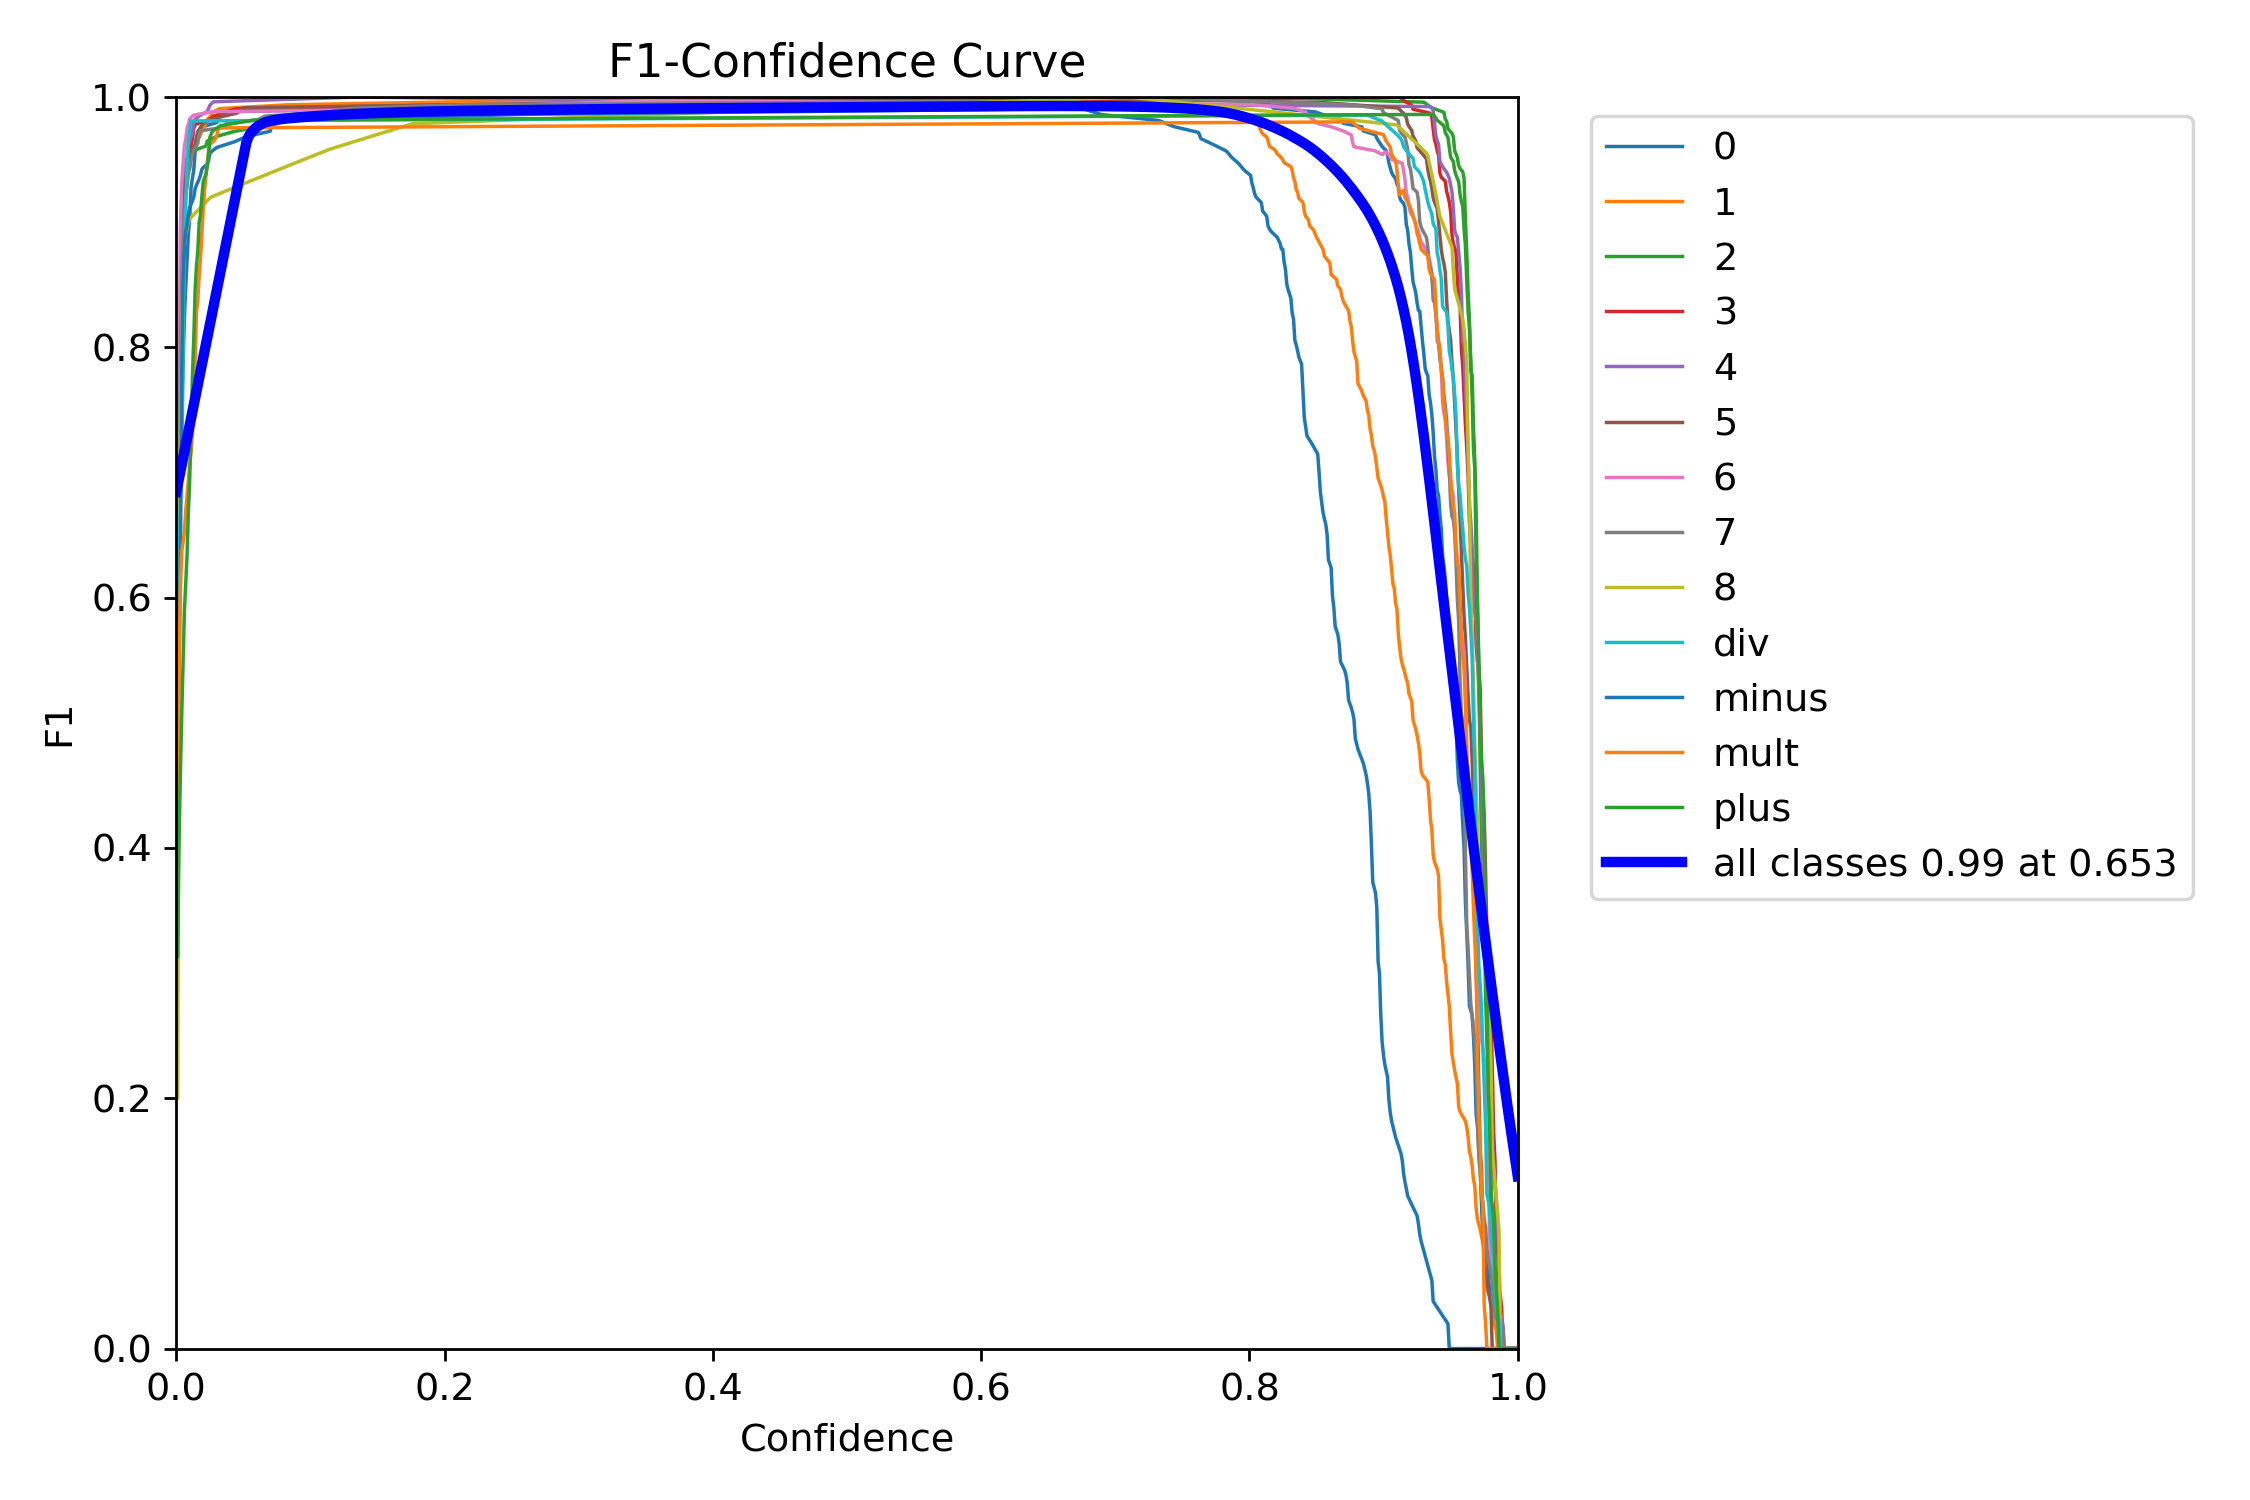 F1-Confidence Curve
1.0
0.8
0.6
0.4
0.2
0.0
F1
0.0 0.2 0.4 0.6 0.8 1.0
Confidence
0
1
2
3
4
5
6
7
8
div
minus
mult
plus
all classes 0.99 at 0.653